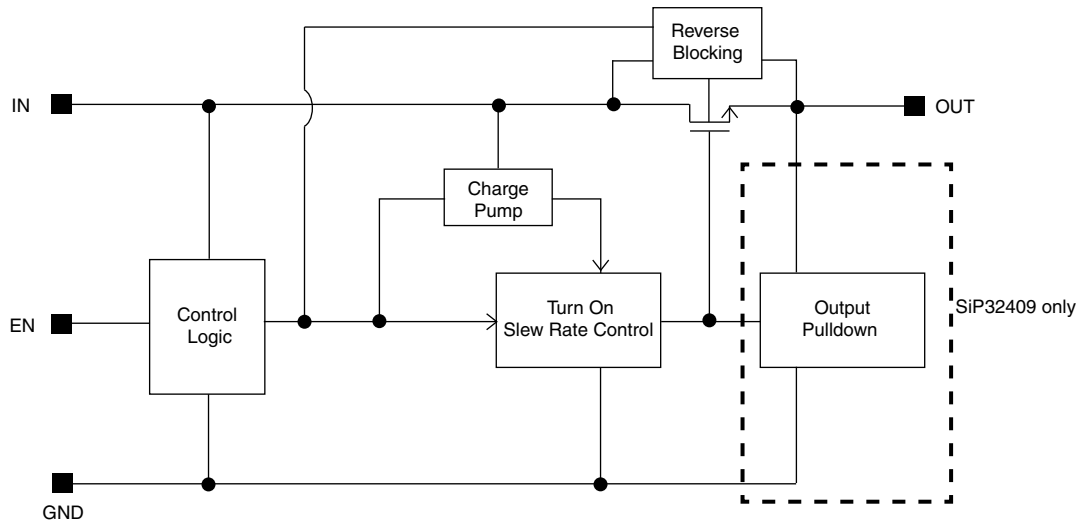 Reverse
Blocking
IN
OUT
Charge
Pump
EN
Control
Logic
Turn On
Slew Rate Control
Output
Pulldown
SiP32409 only
GND